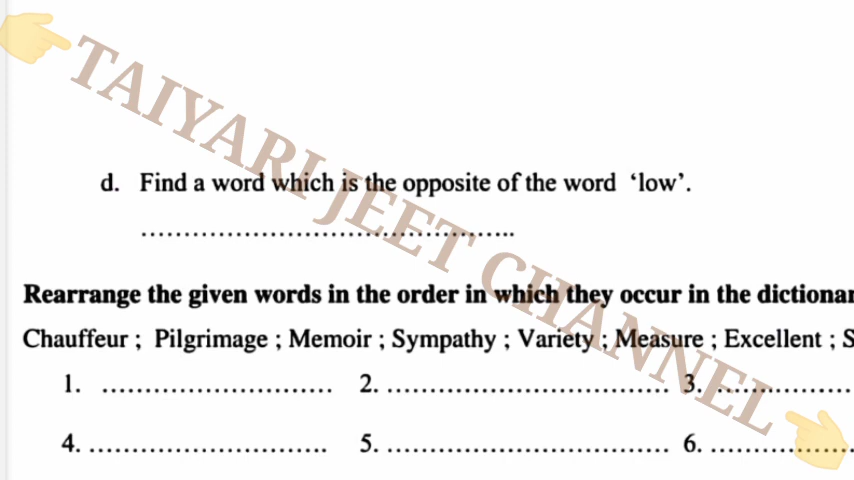 TAIYARI JEET CHANNEL
d. Find a word which is the opposite of the word ‘low’.
................................................
Rearrange the given words in the order in which they occur in the dictionar
Chauffeur ; Pilgrimage ; Memoir ; Sympathy ; Variety ; Measure ; Excellent ; S
1. ........................... 2. ................................. 3. ................
4. ............................ 5. ................................. 6. .................